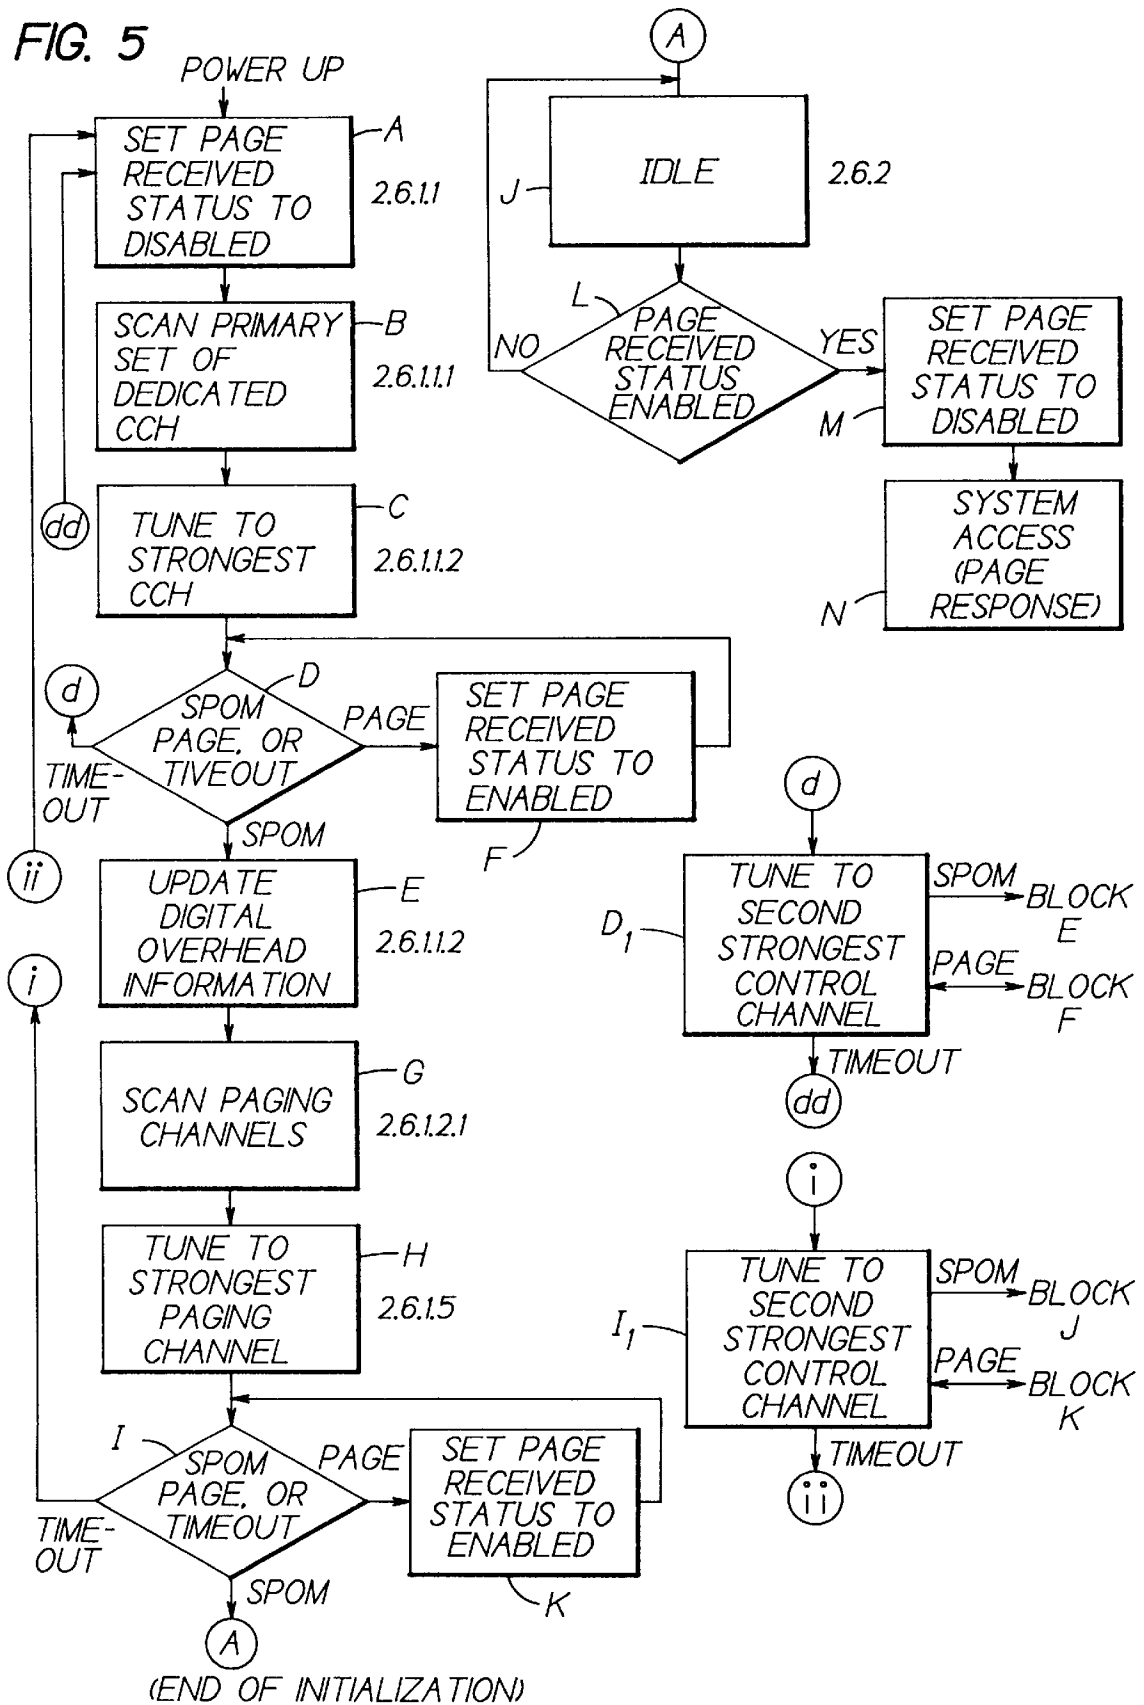 FIG. 5
POWER UP
SET PAGE
RECEIVED
STATUS TO
DISABLED
A
2.6.1.1
SCAN PRIMARY
SET OF
DEDICATED
CCH
B
2.6.1.1.1
TUNE TO
STRONGEST
CCH
C
2.6.1.1.2
dd
d
SPOM
PAGE, OR
TIVEOUT
D
TIME-
OUT
PAGE
SPOM
SET PAGE
RECEIVED
STATUS TO
ENABLED
F
ii
UPDATE
DIGITAL
OVERHEAD
INFORMATION
E
2.6.1.1.2
i
SCAN PAGING
CHANNELS
G
2.6.1.2.1
TUNE TO
STRONGEST
PAGING
CHANNEL
H
2.6.1.5
I
SPOM
PAGE, OR
TIMEOUT
TIME-
OUT
PAGE
SPOM
SET PAGE
RECEIVED
STATUS TO
ENABLED
K
A
(END OF INITIALIZATION)
A
IDLE
J
2.6.2
L
PAGE
RECEIVED
STATUS
ENABLED
NO
YES
SET PAGE
RECEIVED
STATUS TO
DISABLED
M
SYSTEM
ACCESS
(PAGE
RESPONSE)
N
d
TUNE TO
SECOND
STRONGEST
CONTROL
CHANNEL
D1
SPOM
BLOCK
E
PAGE
BLOCK
F
TIMEOUT
dd
i
TUNE TO
SECOND
STRONGEST
CONTROL
CHANNEL
I1
SPOM
BLOCK
J
PAGE
BLOCK
K
TIMEOUT
ii